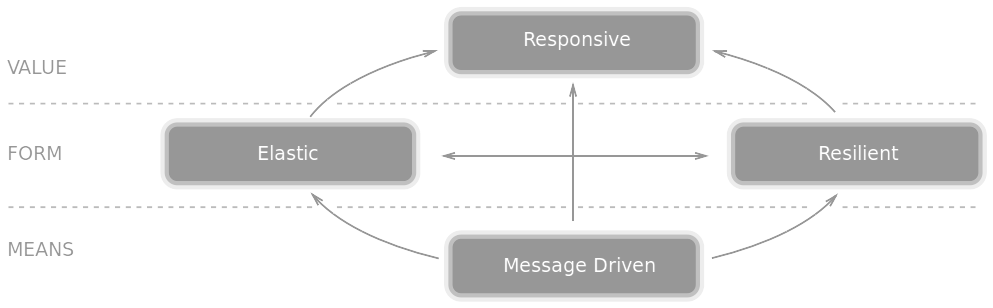 Responsive
VALUE
FORM
Elastic
Resilient
MEANS
Message Driven